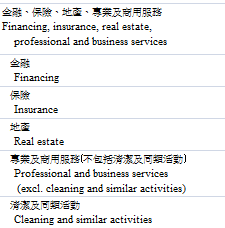 金融、保險、地產、專業及商用服務
Financing, insurance, real estate,
professional and business services
金融
Financing
保險
Insurance
地產
Real estate
專業及商用服務(不包括清潔及同類活動)
Professional and business services
(excl. cleaning and similar activities)
清潔及同類活動
Cleaning and similar activities